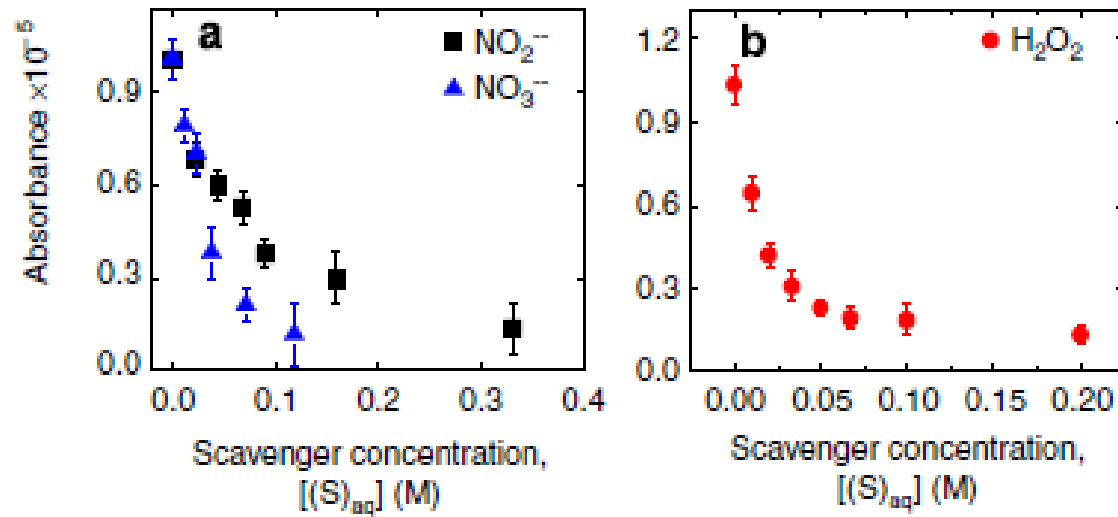 a
NO₂⁻
NO₃⁻
Absorbance ×10⁻⁵
0.9
0.6
0.3
0.0
0.0 0.1 0.2 0.3 0.4
Scavenger concentration,
[(S)aq] (M)
b
H₂O₂
1.2
0.9
0.6
0.3
0.0
0.00 0.05 0.10 0.15 0.20
Scavenger concentration,
[(S)aq] (M)